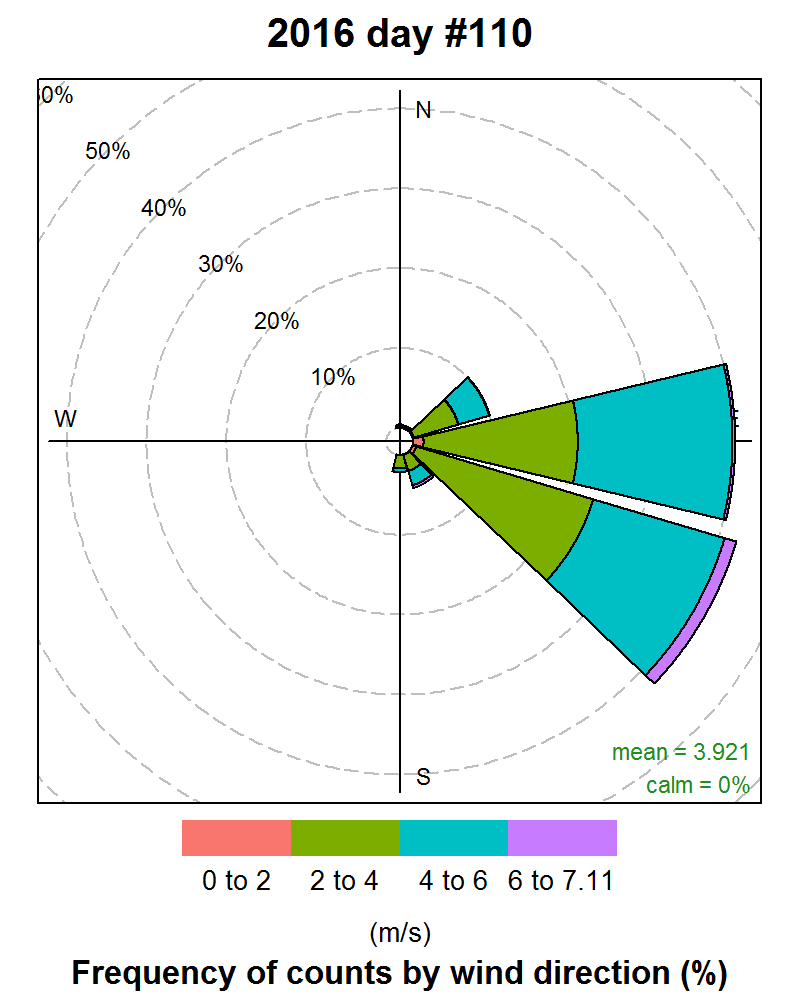 2016 day #110
0%
N
50%
40%
30%
20%
10%
W
S
mean = 3.921
calm = 0%
0 to 2 2 to 4 4 to 6 6 to 7.11
(m/s)
Frequency of counts by wind direction (%)